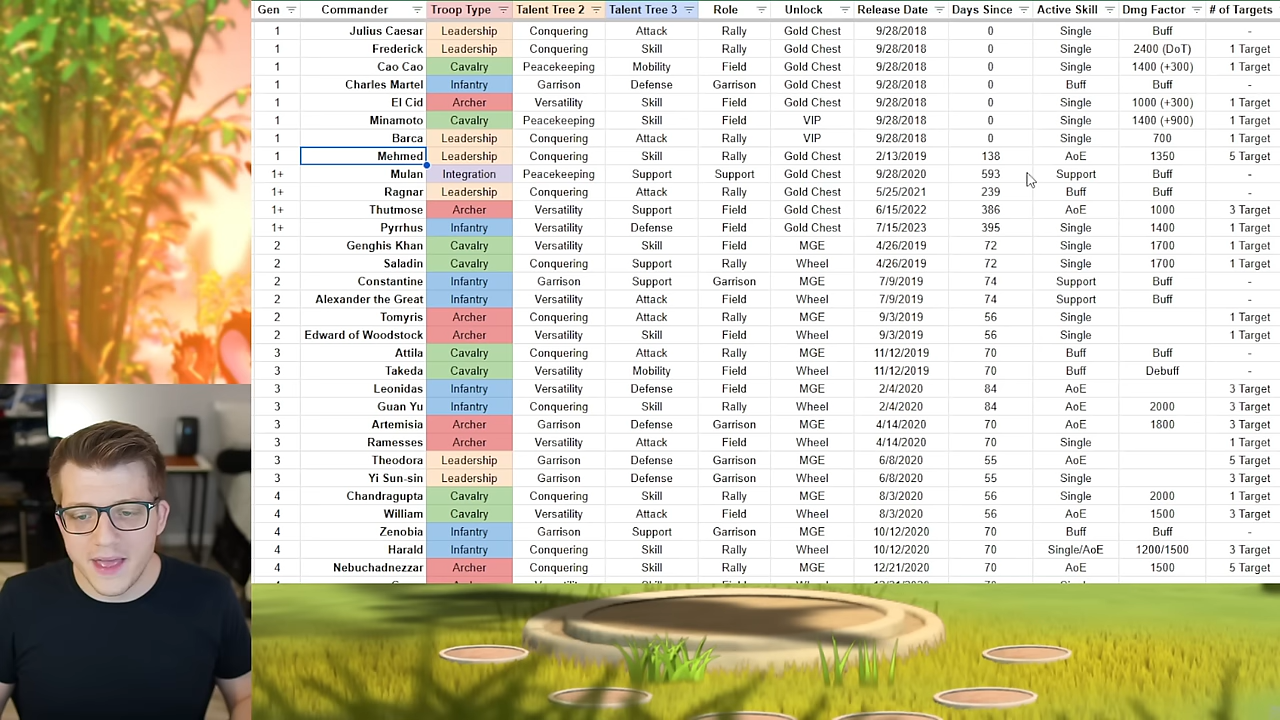 Gen Commander Troop Type Talent Tree 2 Talent Tree 3 Role Unlock Release Date Days Since Active Skill Dmg Factor # of Targets
1 Julius Caesar Leadership Conquering Attack Rally Gold Chest 9/28/2018 0 Single Buff -
1 Frederick Leadership Conquering Skill Rally Gold Chest 9/28/2018 0 Single 2400 (DoT) 1 Target
1 Cao Cao Cavalry Peacekeeping Mobility Field Gold Chest 9/28/2018 0 Single 1400 (+300) 1 Target
1 Charles Martel Infantry Garrison Defense Garrison Gold Chest 9/28/2018 0 Buff Buff -
1 El Cid Archer Versatility Skill Field Gold Chest 9/28/2018 0 Single 1000 (+300) 1 Target
1 Minamoto Cavalry Peacekeeping Skill Field VIP 9/28/2018 0 Single 1400 (+900) 1 Target
1 Barca Leadership Conquering Attack Rally VIP 9/28/2018 0 Single 700 1 Target
1 Mehmed Leadership Conquering Skill Rally Gold Chest 2/13/2019 138 AoE 1350 5 Target
1+ Mulan Integration Peacekeeping Support Support Gold Chest 9/28/2020 593 Support Buff -
1+ Ragnar Leadership Conquering Attack Rally Gold Chest 5/25/2021 239 Buff Buff -
1+ Thutmose Archer Versatility Support Field Gold Chest 6/15/2022 386 AoE 1000 3 Target
1+ Pyrrhus Infantry Versatility Defense Field Gold Chest 7/15/2023 395 Single 1400 1 Target
2 Genghis Khan Cavalry Versatility Skill Field MGE 4/26/2019 72 Single 1700 1 Target
2 Saladin Cavalry Conquering Support Rally Wheel 4/26/2019 72 Single 1700 1 Target
2 Constantine Infantry Garrison Support Garrison MGE 7/9/2019 74 Support Buff -
2 Alexander the Great Infantry Versatility Attack Field Wheel 7/9/2019 74 Support Buff -
2 Tomyris Archer Conquering Attack Rally MGE 9/3/2019 56 Single 1 Target
2 Edward of Woodstock Archer Versatility Skill Field Wheel 9/3/2019 56 Single 1 Target
3 Attila Cavalry Conquering Attack Rally MGE 11/12/2019 70 Buff Buff -
3 Takeda Cavalry Versatility Mobility Field Wheel 11/12/2019 70 Buff Debuff -
3 Leonidas Infantry Versatility Defense Field MGE 2/4/2020 84 AoE 3 Target
3 Guan Yu Infantry Conquering Skill Rally Wheel 2/4/2020 84 AoE 2000 3 Target
3 Artemisia Archer Garrison Defense Garrison MGE 4/14/2020 70 AoE 1800 3 Target
3 Ramesses Archer Versatility Attack Field Wheel 4/14/2020 70 Single 1 Target
3 Theodora Leadership Garrison Defense Garrison MGE 6/8/2020 55 AoE 5 Target
3 Yi Sun-sin Leadership Garrison Defense Garrison Wheel 6/8/2020 55 Single 3 Target
4 Chandragupta Cavalry Conquering Skill Rally MGE 8/3/2020 56 Single 2000 1 Target
4 William Cavalry Versatility Attack Field Wheel 8/3/2020 56 AoE 1500 3 Target
4 Zenobia Infantry Garrison Support Garrison MGE 10/12/2020 70 Buff Buff -
4 Harald Infantry Conquering Skill Rally Wheel 10/12/2020 70 Single/AoE 1200/1500 3 Target
4 Nebuchadnezzar Archer Conquering Skill Rally MGE 12/21/2020 70 AoE 1500 5 Target